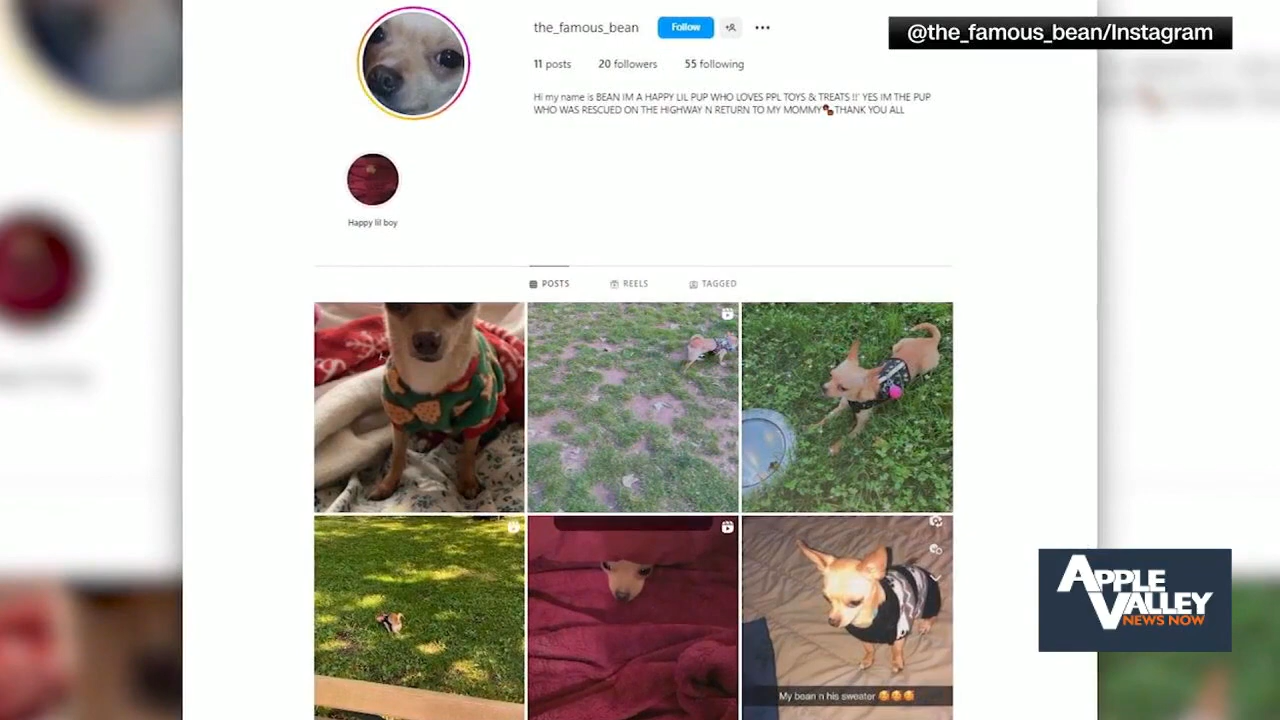 the_famous_bean Follow
@the_famous_bean/Instagram
11 posts 20 followers 55 following
Hi my name is BEAN IM A HAPPY LIL PUP WHO LOVES PPL TOYS & TREATS !!' YES IM THE PUP
WHO WAS RESCUED ON THE HIGHWAY N RETURN TO MY MOMMY THANK YOU ALL
Happy lil boy
POSTS REELS TAGGED
My bean n his sweater
APPLE
VALLEY
NEWS NOW